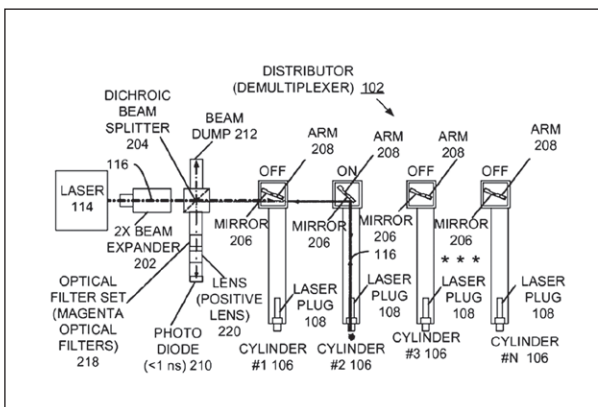 DISTRIBUTOR
(DEMULTIPLEXER) 102
DICHROIC
BEAM
SPLITTER
204
BEAM
DUMP 212
ARM
208
ARM
208
ARM
208
ARM
208
OFF
ON
OFF
OFF
116
LASER
114
2X BEAM
EXPANDER
202
MIRROR
206
MIRROR
206
MIRROR
206
MIRROR
206
116
* * *
OPTICAL
FILTER SET
(MAGENTA
OPTICAL
FILTERS)
218
LENS
(POSITIVE
LENS)
220
PHOTO
DIODE
(<1 ns) 210
LASER
PLUG
108
LASER
PLUG
108
LASER
PLUG
108
LASER
PLUG
108
CYLINDER
#1 106
CYLINDER
#2 106
CYLINDER
#3 106
CYLINDER
#N 106